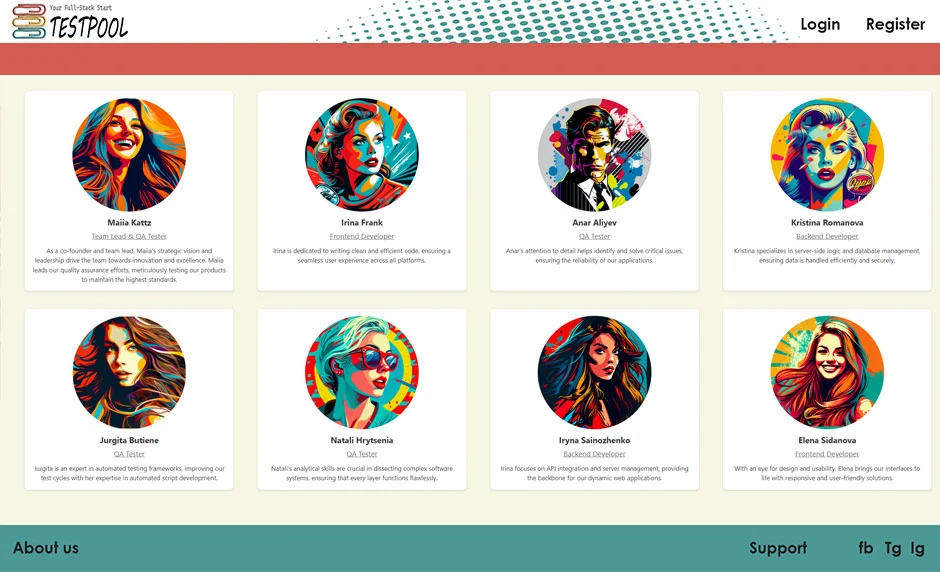 Your Full-Stack Start
TESTPOOL
Login
Register
Maiia Kattz
Team Lead & QA Tester
As a co-founder and team lead, Maiia's strategic vision and
leadership drive the team towards innovation and excellence. Maiia
leads our quality assurance efforts, meticulously testing our products
to maintain the highest standards.
Irina Frank
Frontend Developer
Irina is dedicated to writing clean and efficient code, ensuring a
seamless user experience across all platforms.
Anar Aliyev
QA Tester
Anar's attention to detail helps identify and solve critical issues,
ensuring the reliability of our applications.
Kristina Romanova
Backend Developer
Kristina specializes in server-side logic and database management,
ensuring data is handled efficiently and securely.
Jurgita Butiene
QA Tester
Jurgita is an expert in automated testing frameworks, improving our
test cycles with her expertise in automated script development.
Natali Hrytsenia
QA Tester
Natali's analytical skills are crucial in dissecting complex software
systems, ensuring that every layer functions flawlessly.
Iryna Sainozhenko
Backend Developer
Irina focuses on API integration and server management, providing
the backbone for our dynamic web applications.
Elena Sidanova
Frontend Developer
With an eye for design and usability, Elena brings our interfaces to
life with responsive and user-friendly solutions.
About us
Support
fb
Tg
Ig